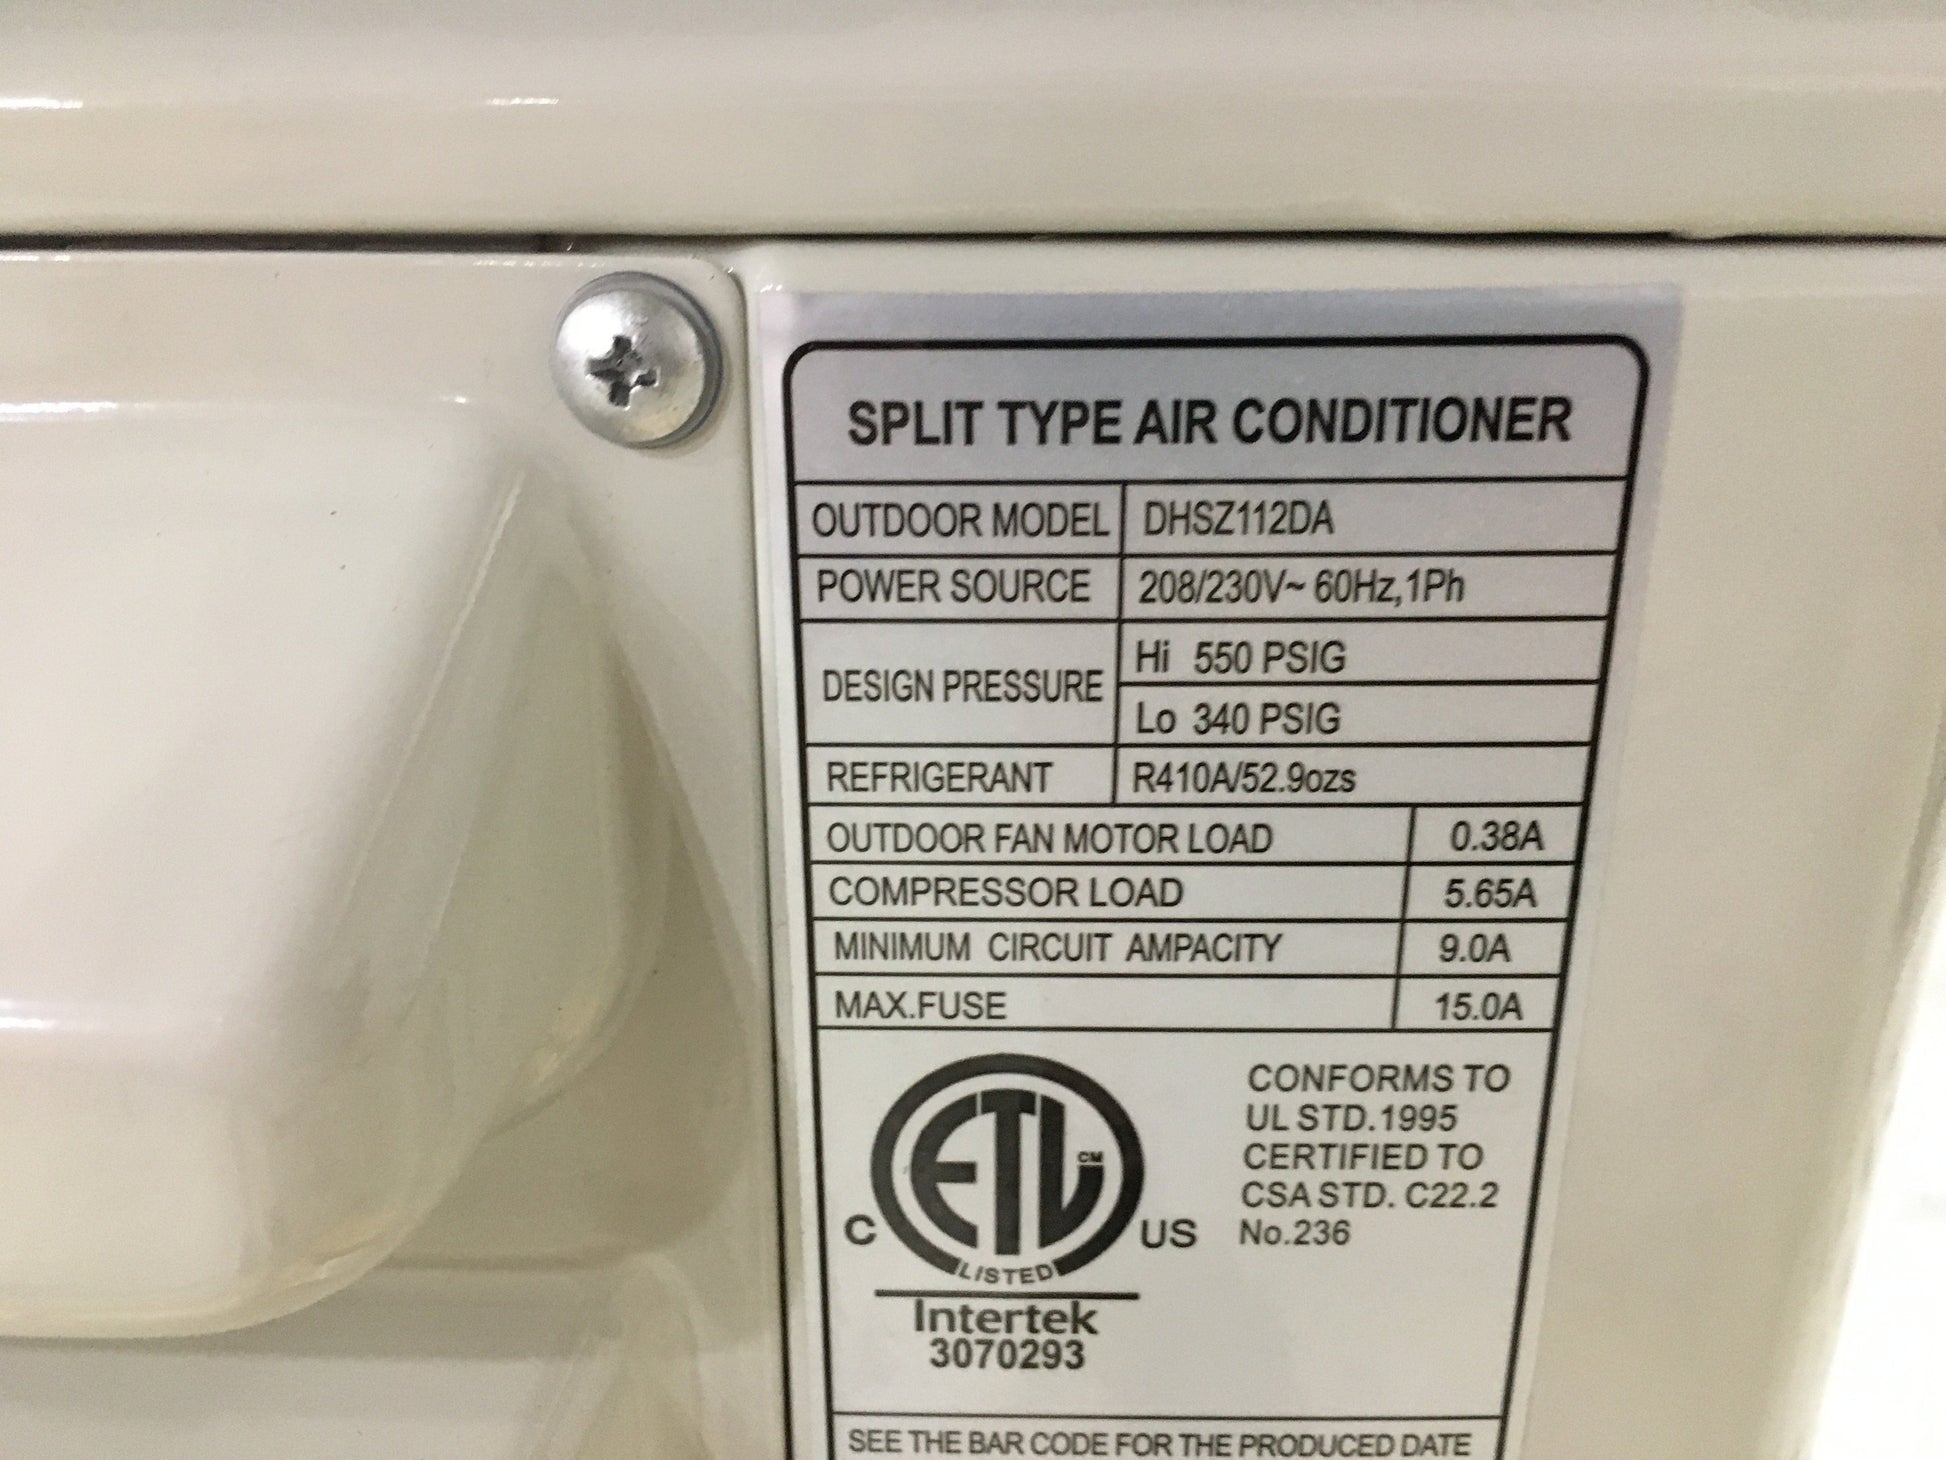 SPLIT TYPE AIR CONDITIONER
OUTDOOR MODEL DHSZ112DA
POWER SOURCE 208/230V~ 60Hz,1Ph
DESIGN PRESSURE
Hi 550 PSIG
Lo 340 PSIG
REFRIGERANT R410A/52.9ozs
OUTDOOR FAN MOTOR LOAD 0.38A
COMPRESSOR LOAD 5.65A
MINIMUM CIRCUIT AMPACITY 9.0A
MAX.FUSE 15.0A
CONFORMS TO
UL STD.1995
CERTIFIED TO
CSA STD. C22.2
No.236
ETL CM
C US
LISTED
Intertek
3070293
SEE THE BAR CODE FOR THE PRODUCED DATE